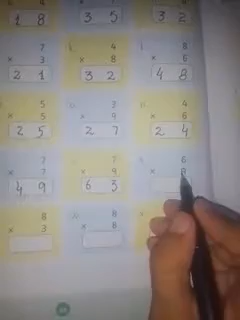 1 8 3 5 3 2
7 4 8
× 3 × 8 × 6
2 1 3 2 4 8
5 3 4
× 5 × 9 × 6
2 5 2 7 2 4
7 7 6
× 7 × 9 ×
4 9 6 3
8 8
× 3 × 8 ×